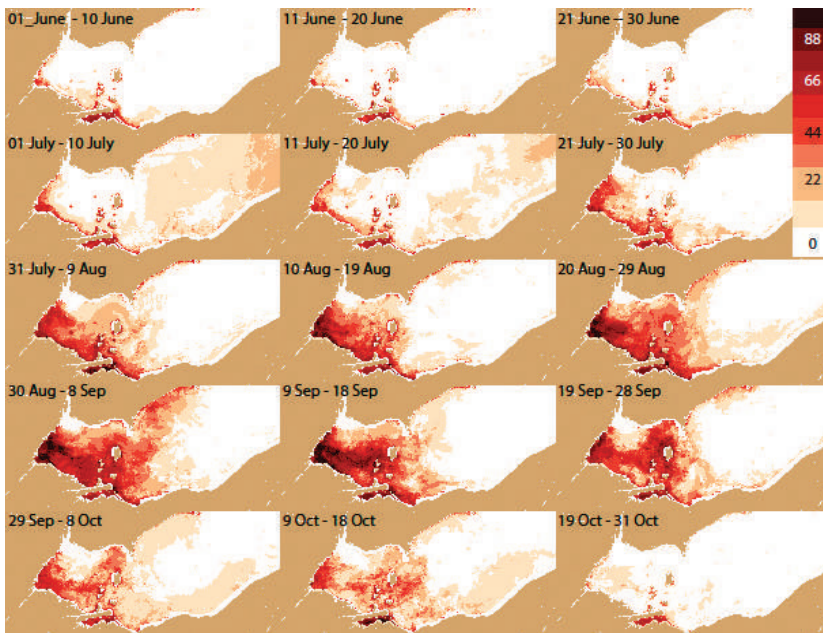 01_June - 10 June
11 June - 20 June
21 June – 30 June
88
66
44
22
0
01 July - 10 July
11 July - 20 July
21 July - 30 July
31 July - 9 Aug
10 Aug - 19 Aug
20 Aug - 29 Aug
30 Aug - 8 Sep
9 Sep - 18 Sep
19 Sep - 28 Sep
29 Sep - 8 Oct
9 Oct - 18 Oct
19 Oct - 31 Oct